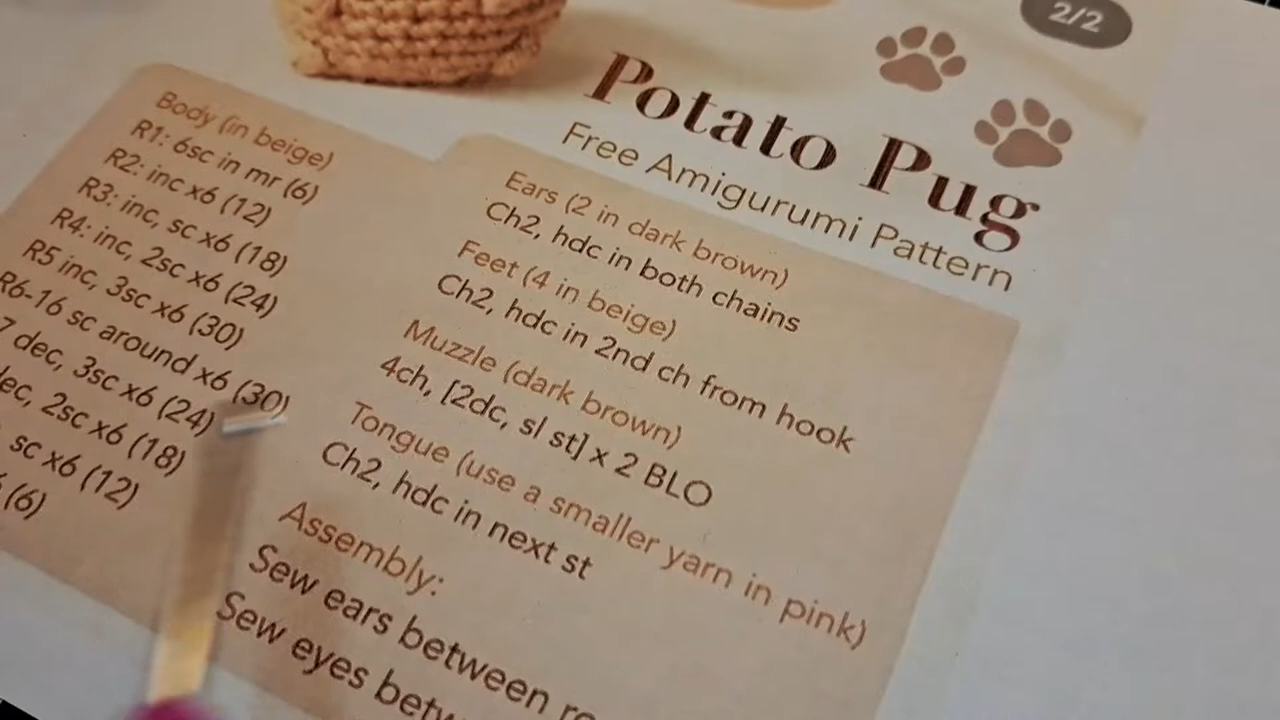 2/2
Potato Pug
Free Amigurumi Pattern
Body (in beige)
R1: 6sc in mr (6)
R2: inc x6 (12)
R3: inc, sc x6 (18)
R4: inc, 2sc x6 (24)
R5 inc, 3sc x6 (30)
R6-16 sc around x6 (30)
7 dec, 3sc x6 (24)
dec, 2sc x6 (18)
sc x6 (12)
(6)
Ears (2 in dark brown)
Ch2, hdc in both chains
Feet (4 in beige)
Ch2, hdc in 2nd ch from hook
Muzzle (dark brown)
4ch, [2dc, sl st] x 2 BLO
Tongue (use a smaller yarn in pink)
Ch2, hdc in next st
Assembly:
Sew ears between
Sew eyes